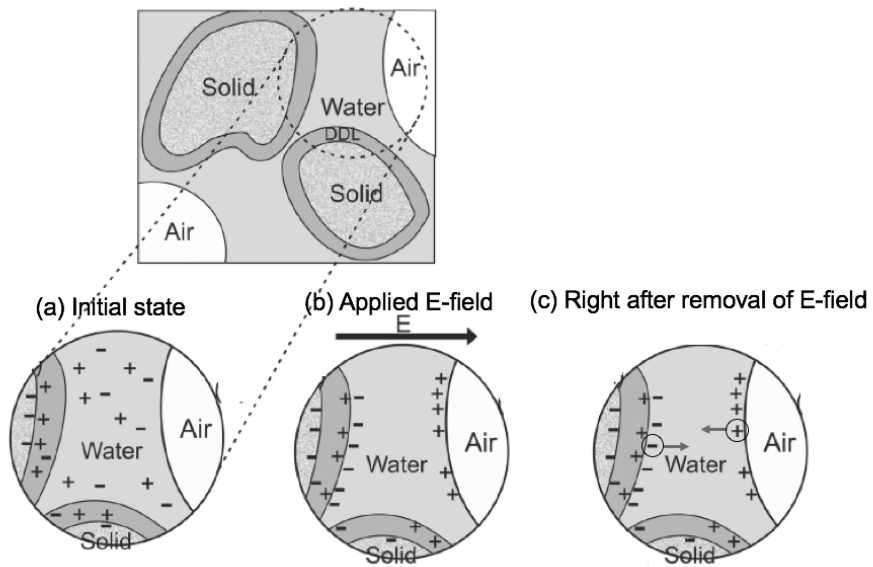 Solid
Air
Water
DDL
Solid
Air
(a) Initial state
(b) Applied E-field
(c) Right after removal of E-field
E
Water
Air
Solid
Water
Air
Solid
Water
Air
Solid